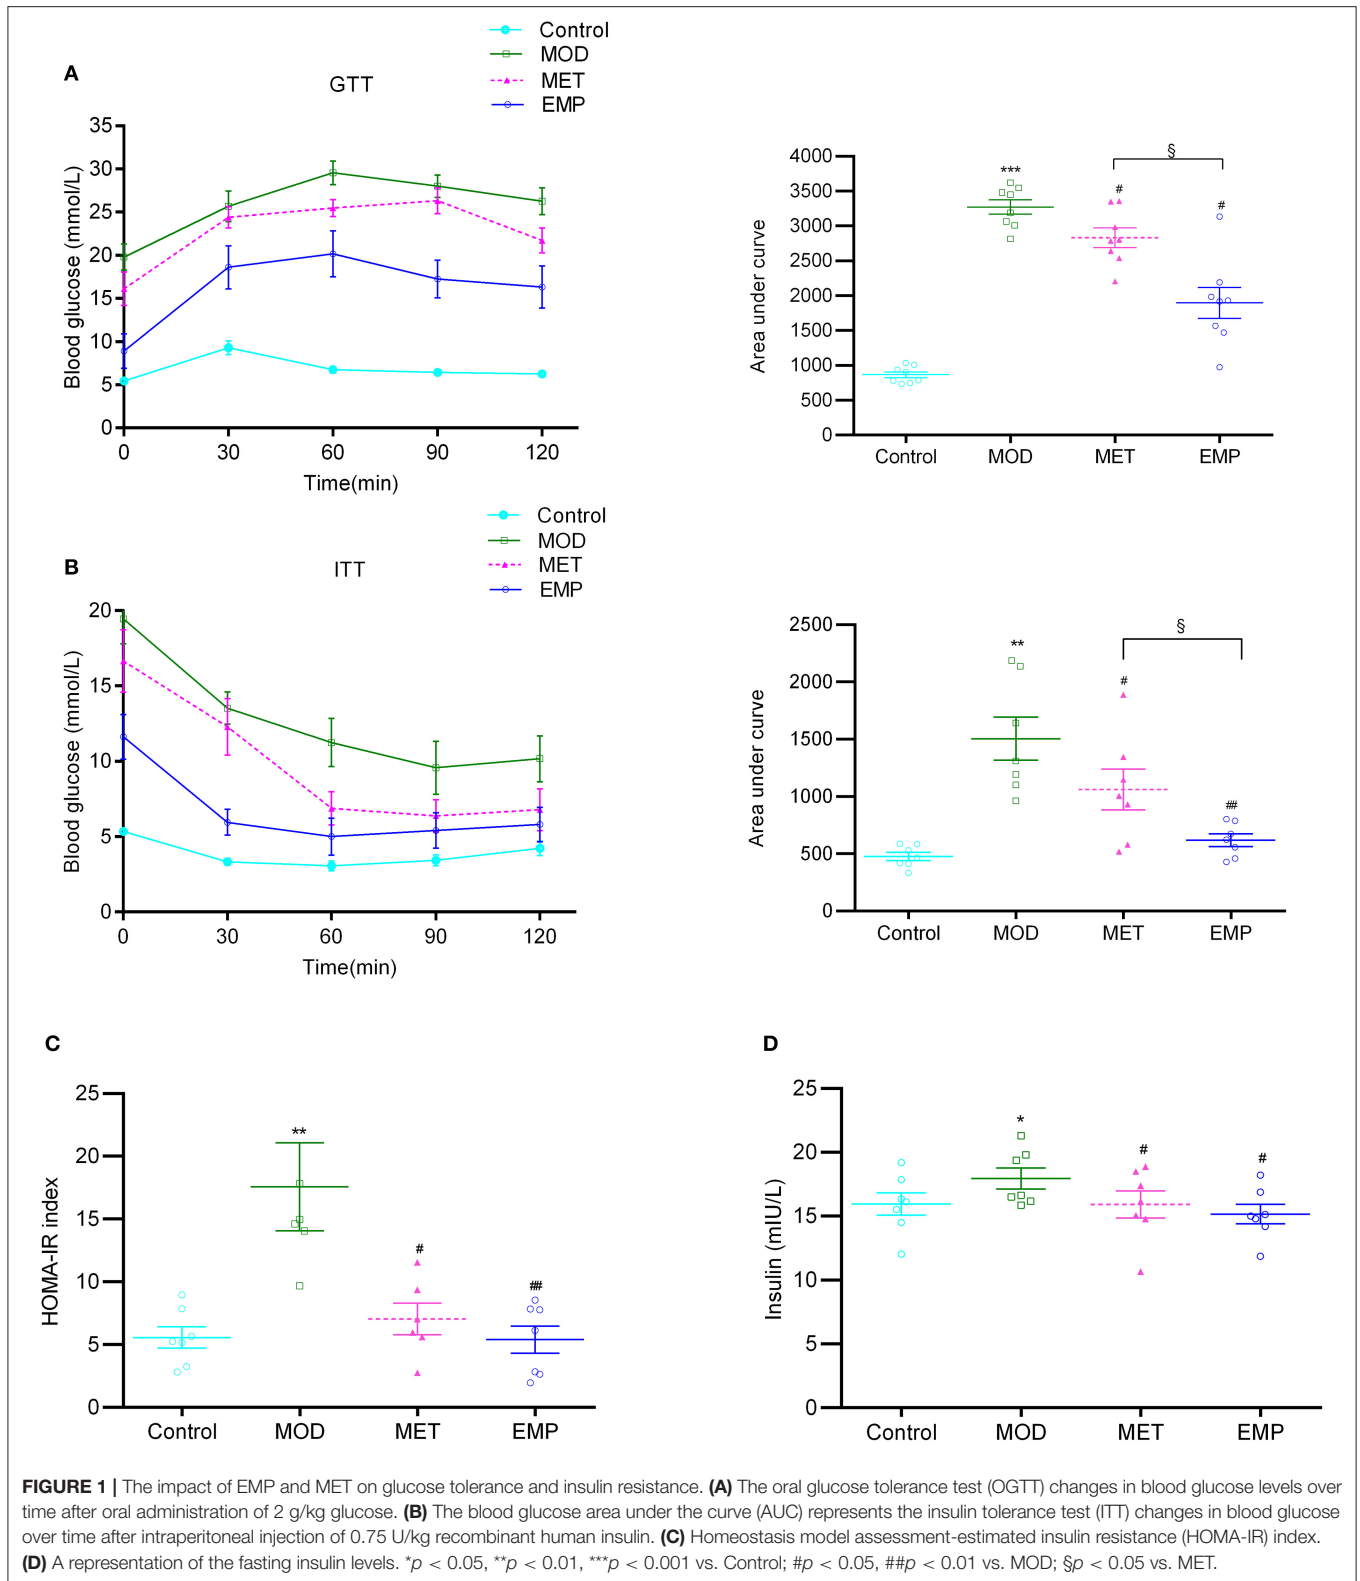 Control
MOD
MET
EMP
A
GTT
35
30
25
20
15
10
5
0
Blood glucose (mmol/L)
0 30 60 90 120
Time(min)
4000
3500
3000
2500
2000
1500
1000
500
0
Area under curve
***
#
§
#
Control MOD MET EMP
Control
MOD
MET
EMP
B
ITT
20
15
10
5
0
Blood glucose (mmol/L)
0 30 60 90 120
Time(min)
2500
2000
1500
1000
500
0
Area under curve
**
#
§
##
Control MOD MET EMP
C
25
20
15
10
5
0
HOMA-IR index
**
#
##
Control MOD MET EMP
D
25
20
15
10
5
0
Insulin (mIU/L)
*
#
#
Control MOD MET EMP
FIGURE 1 | The impact of EMP and MET on glucose tolerance and insulin resistance. (A) The oral glucose tolerance test (OGTT) changes in blood glucose levels over
time after oral administration of 2 g/kg glucose. (B) The blood glucose area under the curve (AUC) represents the insulin tolerance test (ITT) changes in blood glucose
over time after intraperitoneal injection of 0.75 U/kg recombinant human insulin. (C) Homeostasis model assessment-estimated insulin resistance (HOMA-IR) index.
(D) A representation of the fasting insulin levels. *p < 0.05, **p < 0.01, ***p < 0.001 vs. Control; #p < 0.05, ##p < 0.01 vs. MOD; §p < 0.05 vs. MET.